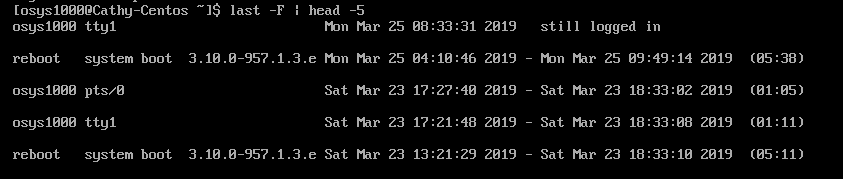 [osys1000@Cathy-Centos ~]$ last -F | head -5
osys1000 tty1                          Mon Mar 25 08:33:31 2019   still logged in
reboot   system boot  3.10.0-957.1.3.e Mon Mar 25 04:10:46 2019 - Mon Mar 25 09:49:14 2019  (05:38)
osys1000 pts/0                         Sat Mar 23 17:27:40 2019 - Sat Mar 23 18:33:02 2019  (01:05)
osys1000 tty1                          Sat Mar 23 17:21:48 2019 - Sat Mar 23 18:33:08 2019  (01:11)
reboot   system boot  3.10.0-957.1.3.e Sat Mar 23 13:21:29 2019 - Sat Mar 23 18:33:10 2019  (05:11)